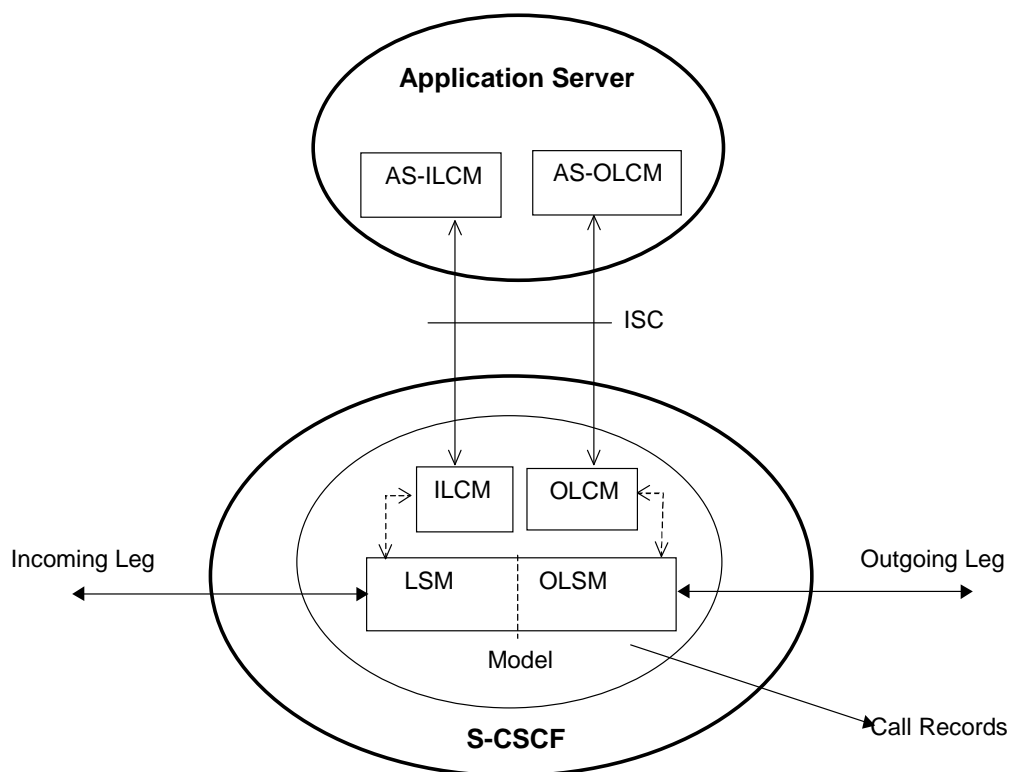 Application Server
AS-ILCM
AS-OLCM
ISC
ILCM
OLCM
Incoming Leg
Outgoing Leg
LSM
OLSM
Model
Call Records
S-CSCF